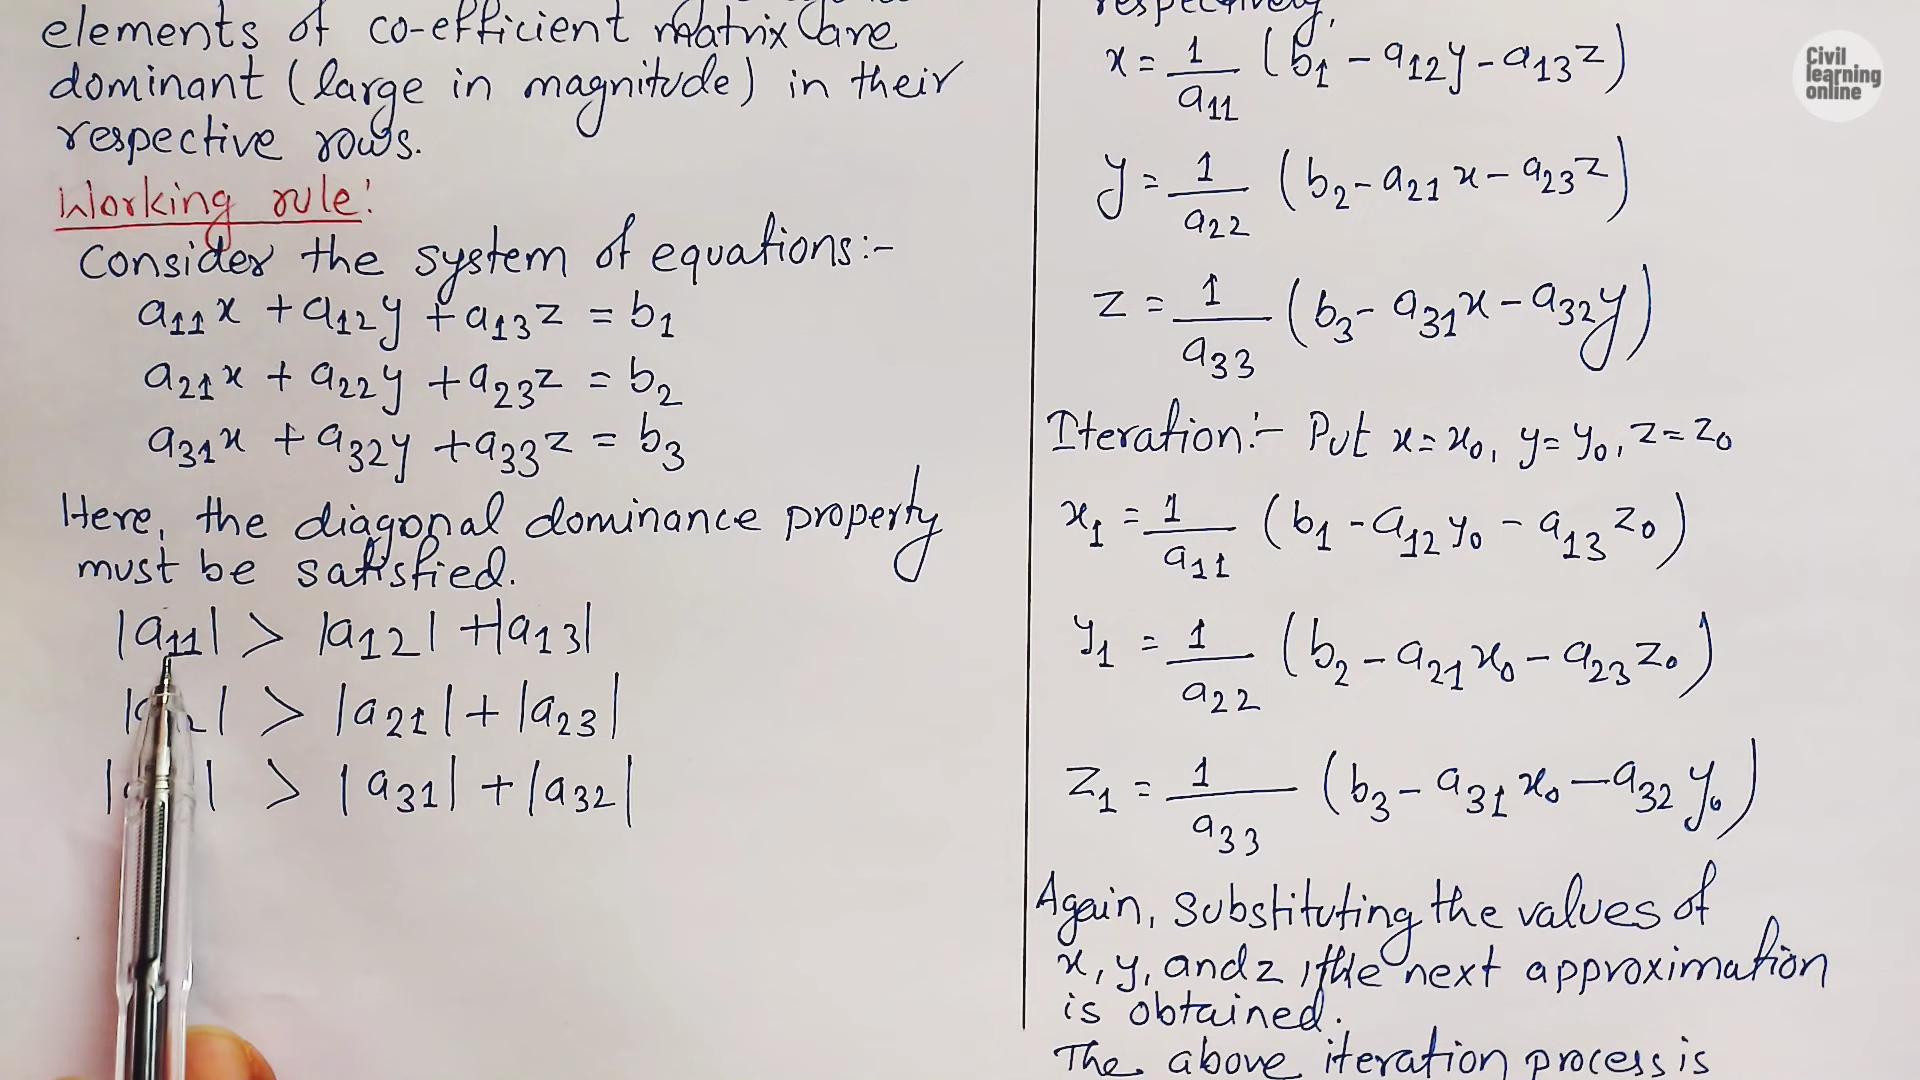 elements of co-efficient matrix are
dominant (large in magnitude) in their
respective rows.
Working rule:
Consider the system of equations:-
a₁₁x + a₁₂y + a₁₃z = b₁
a₂₁x + a₂₂y + a₂₃z = b₂
a₃₁x + a₃₂y + a₃₃z = b₃
Here, the diagonal dominance property
must be satisfied.
|a₁₁| > |a₁₂| + |a₁₃|
> |a₂₁| + |a₂₃|
> |a₃₁| + |a₃₂|
respectively,
x = 1/a₁₁ (b₁ - a₁₂y - a₁₃z)
y = 1/a₂₂ (b₂ - a₂₁x - a₂₃z)
z = 1/a₃₃ (b₃ - a₃₁x - a₃₂y)
Iteration:- Put x = x₀, y = y₀, z = z₀
x₁ = 1/a₁₁ (b₁ - a₁₂y₀ - a₁₃z₀)
y₁ = 1/a₂₂ (b₂ - a₂₁x₀ - a₂₃z₀)
z₁ = 1/a₃₃ (b₃ - a₃₁x₀ - a₃₂y₀)
Again, substituting the values of
x, y, and z, the next approximation
is obtained.
The above iteration process is
Civil
learning
online